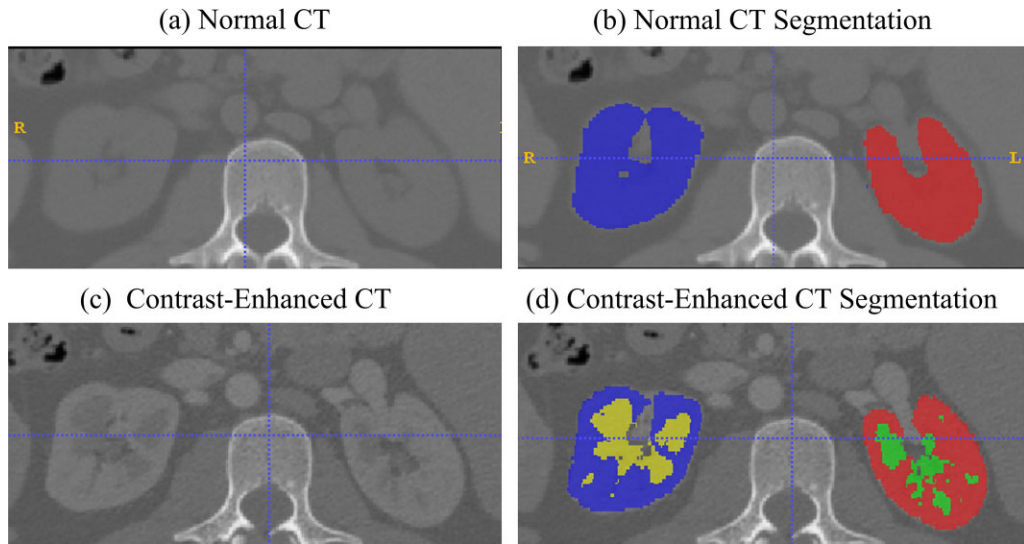 (a) Normal CT
(b) Normal CT Segmentation
R
R
L
(c) Contrast-Enhanced CT
(d) Contrast-Enhanced CT Segmentation